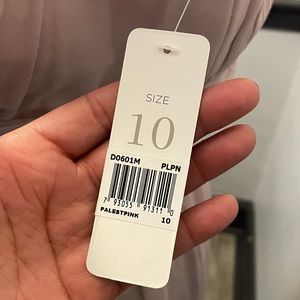 SIZE
10
D0601M PLPN
7 93055 91311 0
PALESTPINK 10